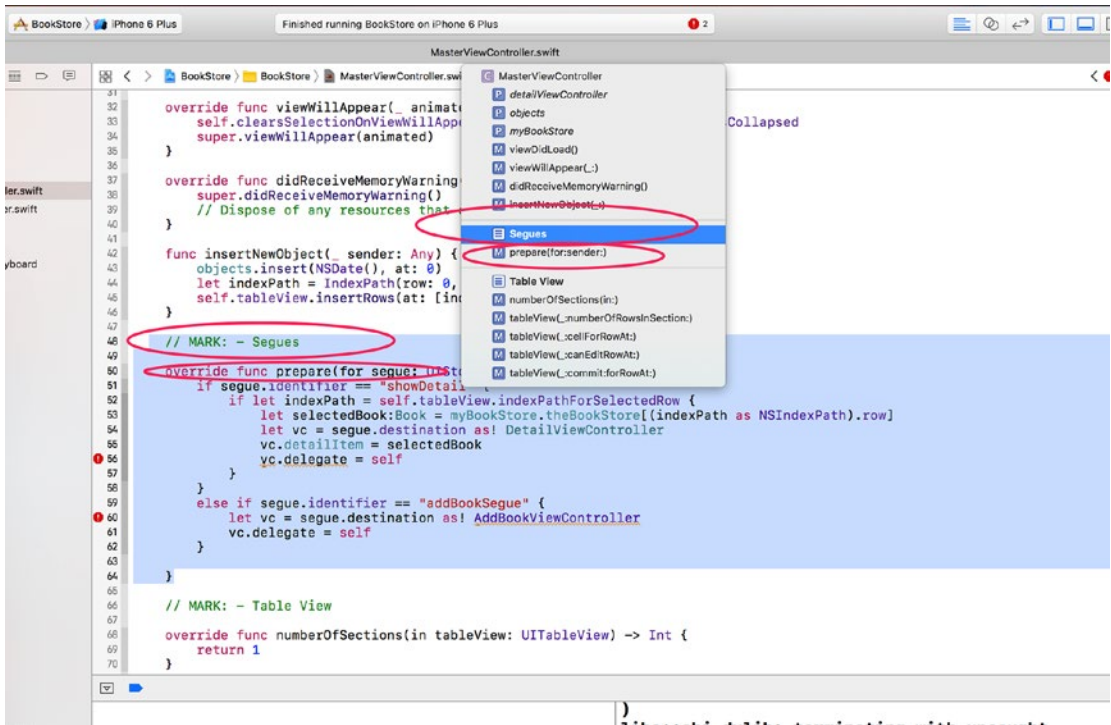 BookStore iPhone 6 Plus Finished running BookStore on iPhone 6 Plus 2
MasterViewController.swift
BookStore BookStore MasterViewController.swi
ler.swift
er.swift
yboard
31
32 override func viewWillAppear(_ animate
33 self.clearsSelectionOnViewWillAppe Collapsed
34 super.viewWillAppear(animated)
35 }
36
37 override func didReceiveMemoryWarning
38 super.didReceiveMemoryWarning()
39 // Dispose of any resources that
40 }
41
42 func insertNewObject(_ sender: Any) {
43 objects.insert(NSDate(), at: 0)
44 let indexPath = IndexPath(row: 0,
45 self.tableView.insertRows(at: [ind
46 }
47
48 // MARK: - Segues
49
50 override func prepare(for segue: UISto
51 if segue.identifier == "showDetail" {
52 if let indexPath = self.tableView.indexPathForSelectedRow {
53 let selectedBook:Book = myBookStore.theBookStore[(indexPath as NSIndexPath).row]
54 let vc = segue.destination as! DetailViewController
55 vc.detailItem = selectedBook
56 vc.delegate = self
57 }
58 }
59 else if segue.identifier == "addBookSegue" {
60 let vc = segue.destination as! AddBookViewController
61 vc.delegate = self
62 }
63
64 }
65
66 // MARK: - Table View
67
68 override func numberOfSections(in tableView: UITableView) -> Int {
69 return 1
70 }
C MasterViewController
P detailViewController
P objects
P myBookStore
M viewDidLoad()
M viewWillAppear(_:)
M didReceiveMemoryWarning()
M insertNewObject(_:)
Segues
M prepare(for:sender:)
Table View
M numberOfSections(in:)
M tableView(_:numberOfRowsInSection:)
M tableView(_:cellForRowAt:)
M tableView(_:canEditRowAt:)
M tableView(_:commit:forRowAt:)
)